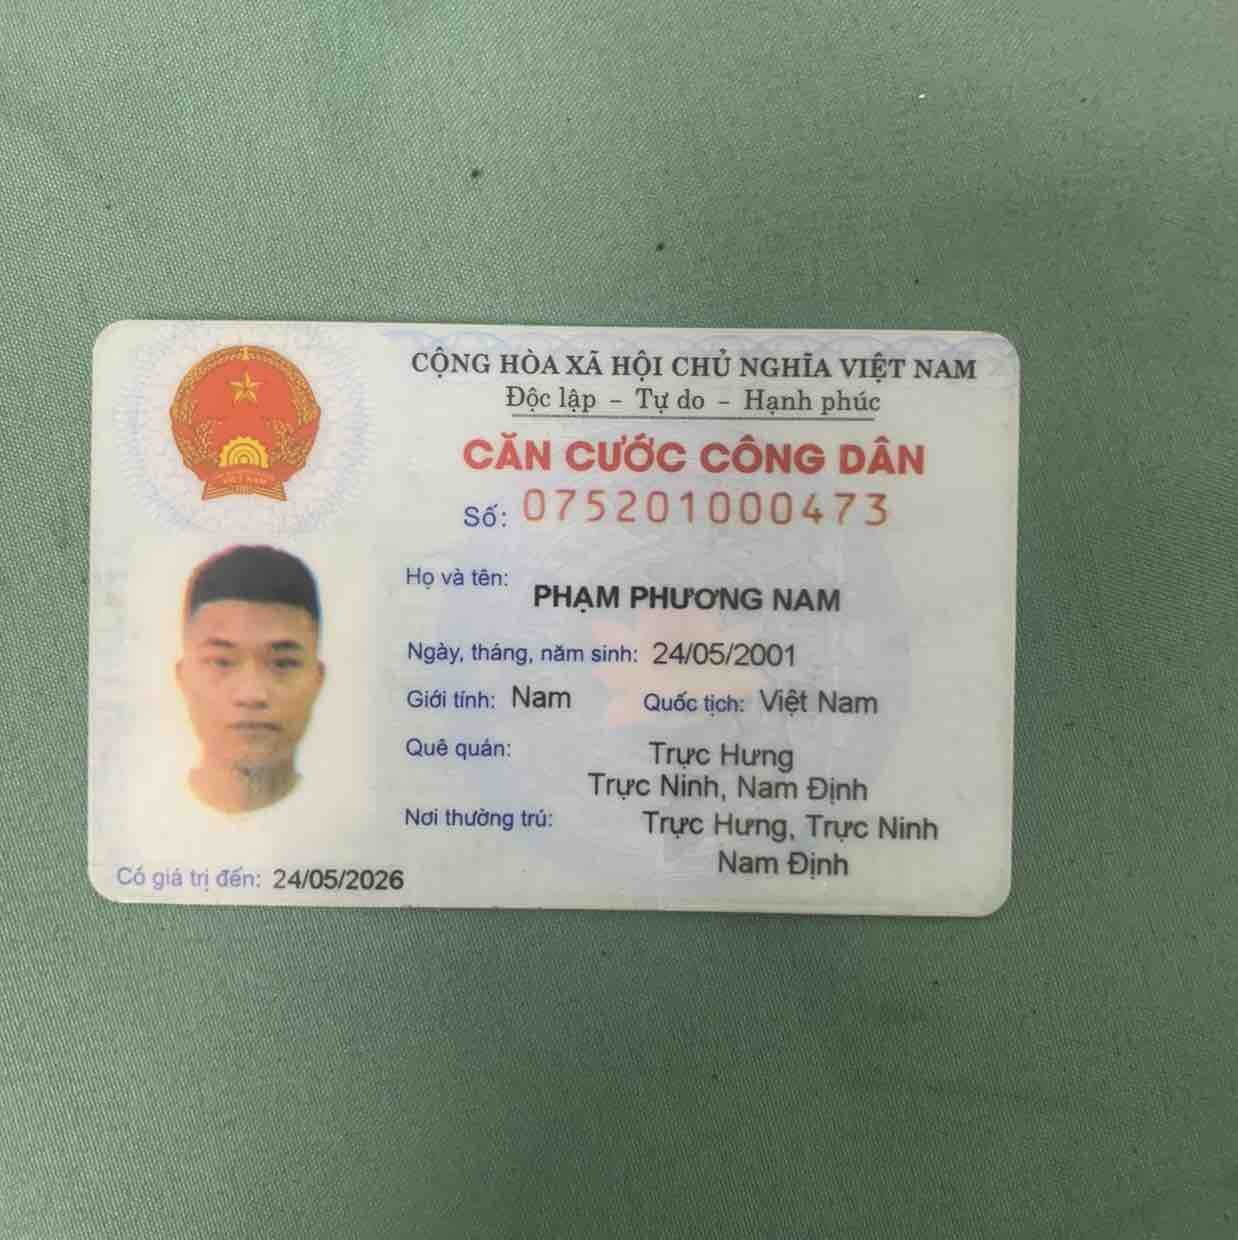 CỘNG HÒA XÃ HỘI CHỦ NGHĨA VIỆT NAM
Độc lập - Tự do - Hạnh phúc
CĂN CƯỚC CÔNG DÂN
Số: 075201000473
Họ và tên: PHẠM PHƯƠNG NAM
Ngày, tháng, năm sinh: 24/05/2001
Giới tính: Nam Quốc tịch: Việt Nam
Quê quán: Trực Hưng
Trực Ninh, Nam Định
Nơi thường trú: Trực Hưng, Trực Ninh
Nam Định
Có giá trị đến: 24/05/2026
VIỆT NAM